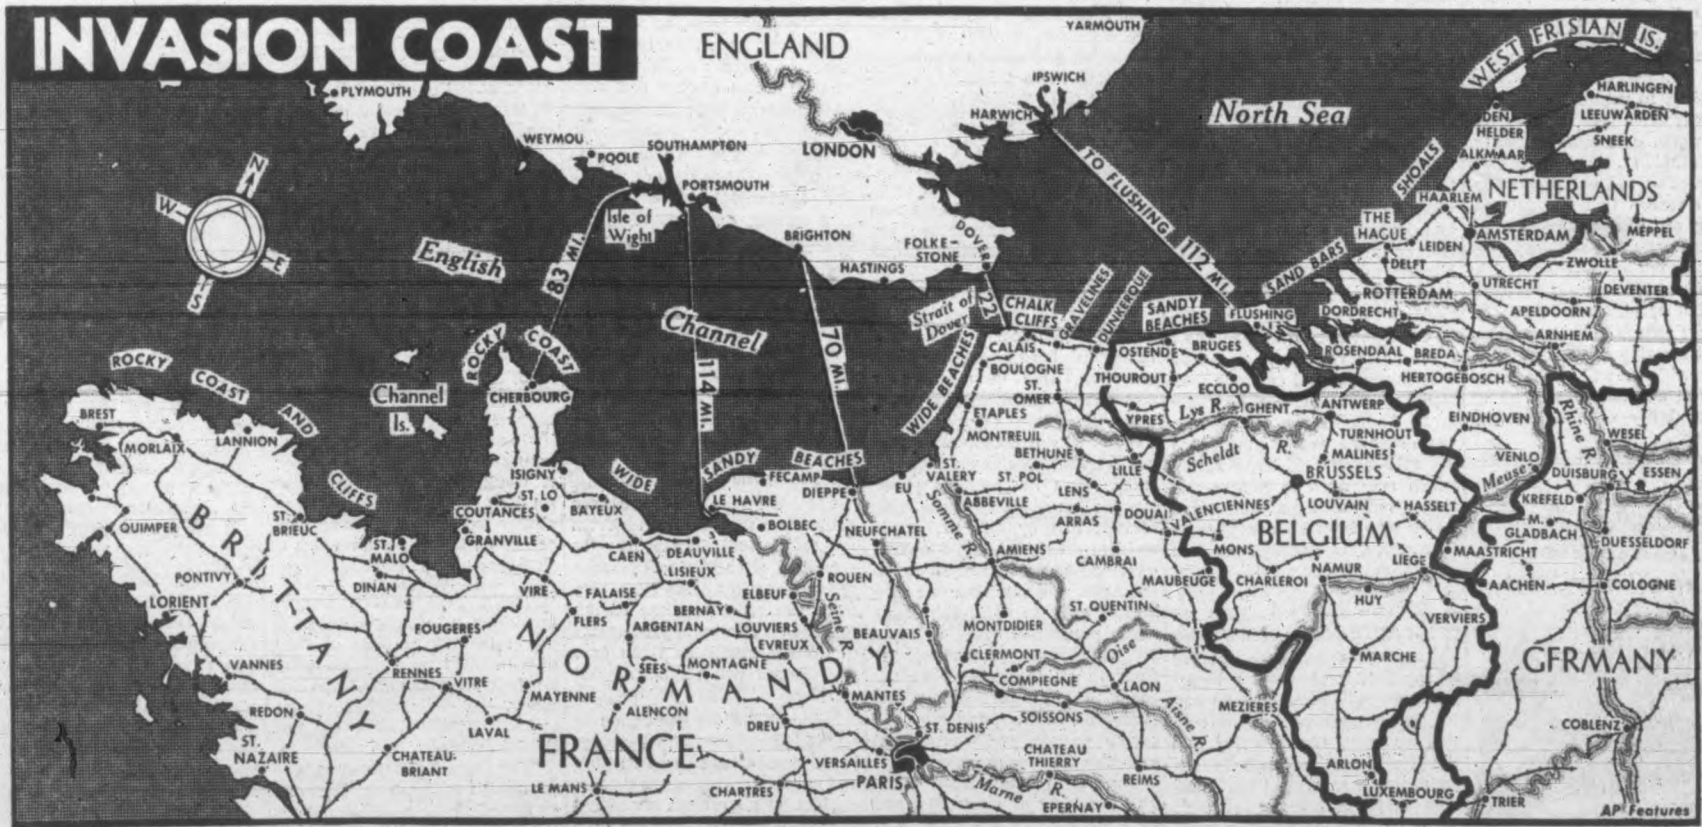 INVASION COAST
ENGLAND
YARMOUTH
WEST FRISIAN IS.
PLYMOUTH
IPSWICH
HARWICH
North Sea
HARLINGEN
DEN HELDER
LEEUWARDEN
SNEEK
WEYMOU
POOLE
SOUTHAMPTON
LONDON
TO FLUSHING 112 MI.
SHOALS
ALKMAAR
NETHERLANDS
N
W
E
S
PORTSMOUTH
Isle of
Wight
BRIGHTON
FOLKE-
STONE
DOVER
HASTINGS
HAARLEM
THE
HAGUE
LEIDEN
AMSTERDAM
MEPPEL
DELFT
ZWOLLE
English
Channel
83 MI.
114 MI.
70 MI.
22
Strait of
Dover
CHALK
CLIFFS
GRAVELINES
DUNKERQUE
SANDY
BEACHES
SAND BARS
FLUSHING
ROTTERDAM
UTRECHT
DEVENTER
DORDRECHT
APELDOORN
ARNHEM
ROCKY COAST AND CLIFFS
Channel
Is.
ROCKY COAST
CHERBOURG
WIDE SANDY BEACHES
WIDE BEACHES
CALAIS
BOULOGNE
ST.
OMER
ETAPLES
MONTREUIL
OSTENDE
BRUGES
THOUROUT
ECCLOO
YPRES
Lys R.
GHENT
ANTWERP
TURNHOUT
MALINES
ROSENDAAL
BREDA
HERTOGEBOSCH
EINDHOVEN
Rhine R.
WESEL
VENLO
Meuse
DUISBURG
ESSEN
KREFELD
M.
GLADBACH
DUESSELDORF
BREST
MORLAIX
LANNION
QUIMPER
ST.
BRIEUC
BRITTANY
PONTIVY
LORIENT
VANNES
REDON
ST.
NAZAIRE
ST.
MALO
DINAN
FOUGERES
RENNES
VITRE
CHATEAU-
BRIANT
LAVAL
MAYENNE
ISIGNY
ST. LO
COUTANCES
BAYEUX
GRANVILLE
CAEN
VIRE
FALAISE
FLERS
ARGENTAN
NORMANDY
SEES
MONTAGNE
ALENCON
LE MANS
FECAMP
LE HAVRE
DIEPPE
BOLBEC
DEAUVILLE
LISIEUX
BERNAY
ELBEUF
LOUVIERS
EVREUX
ROUEN
Seine R.
NEUFCHATEL
EU
ST.
VALERY
ABBEVILLE
Somme R.
AMIENS
BEAUVAIS
MANTES
DREU
CHARTRES
VERSAILLES
PARIS
ST. DENIS
FRANCE
BETHUNE
LILLE
ST. POL
LENS
ARRAS
DOUAI
VALENCIENNES
CAMBRAI
MAUBEUGE
ST. QUENTIN
MONTDIDIER
CLERMONT
COMPIEGNE
Oise
LAON
SOISSONS
Aisne R.
MEZIERES
CHATEAU
THIERRY
REIMS
Marne R.
EPERNAY
Scheldt R.
BRUSSELS
LOUVAIN
HASSELT
BELGIUM
MONS
CHARLEROI
NAMUR
HUY
LIEGE
MAASTRICHT
VERVIERS
MARCHE
AACHEN
COLOGNE
GERMANY
COBLENZ
ARLON
LUXEMBOURG
TRIER
AP Features